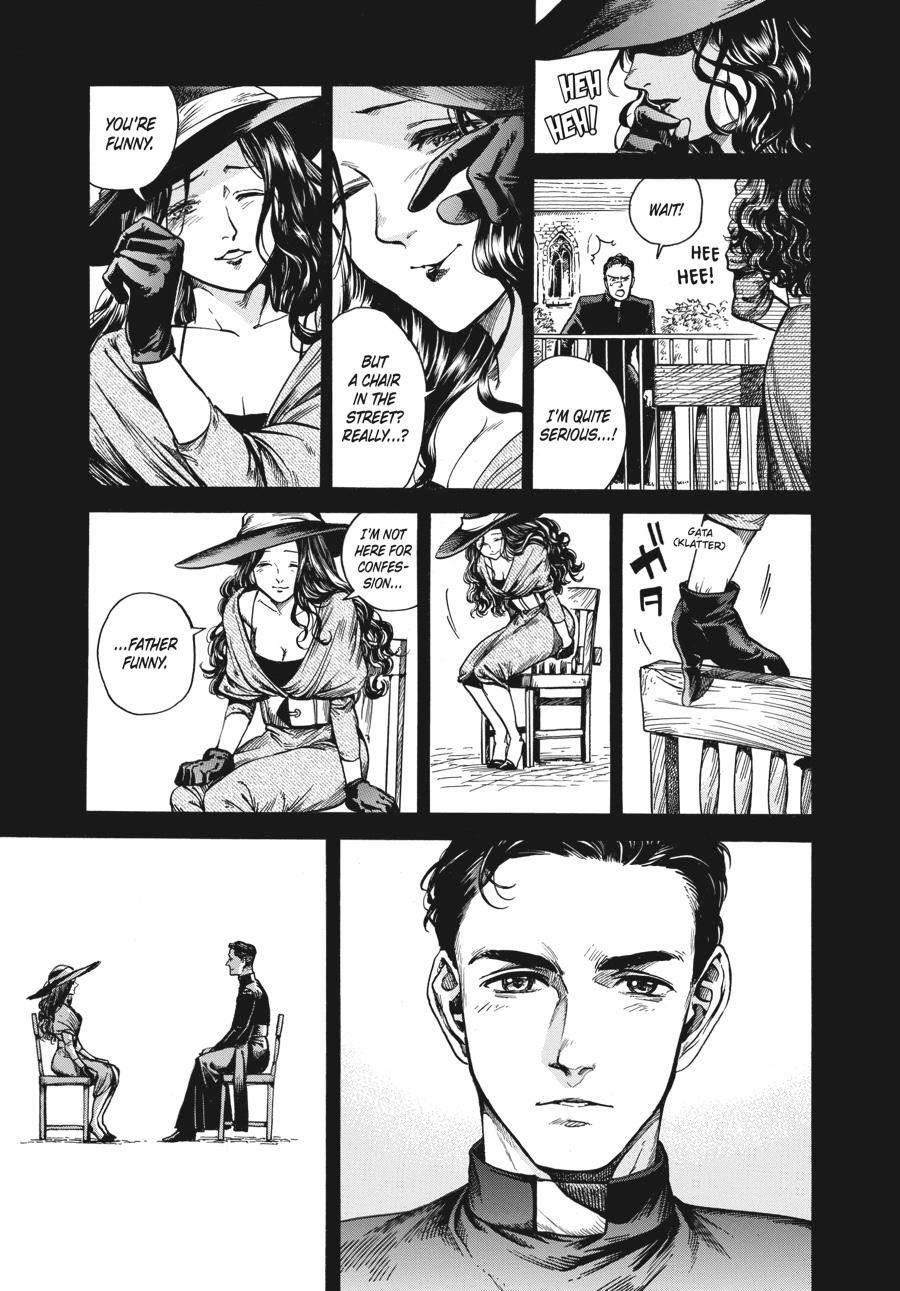 HEH
HEH!
WAIT!
HEE
HEE!
I'M QUITE
SERIOUS...!
BUT
A CHAIR
IN THE
STREET?
REALLY...?
YOU'RE
FUNNY.
ガ
タ
GATA
(KLATTER)
I'M NOT
HERE FOR
CONFES-
SION...
...FATHER
FUNNY.